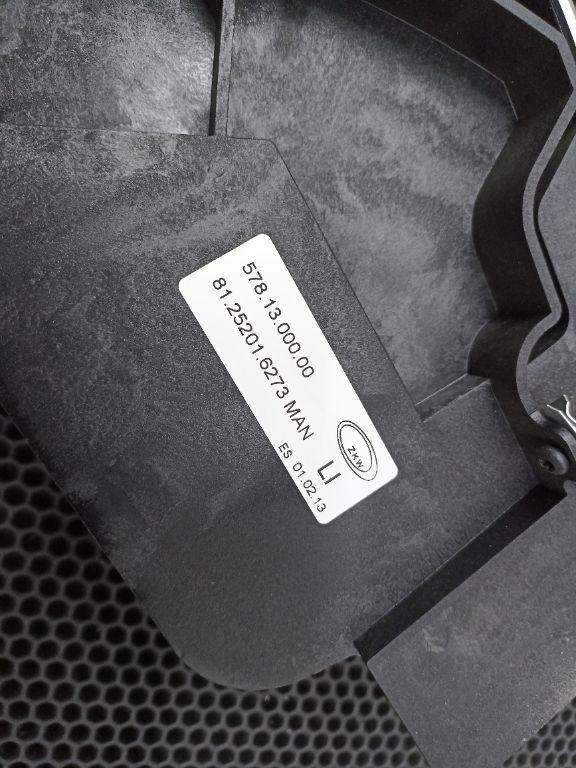 578.13.000.00
81.25201.6273 MAN
ZKW
LI
ES 01.02.13